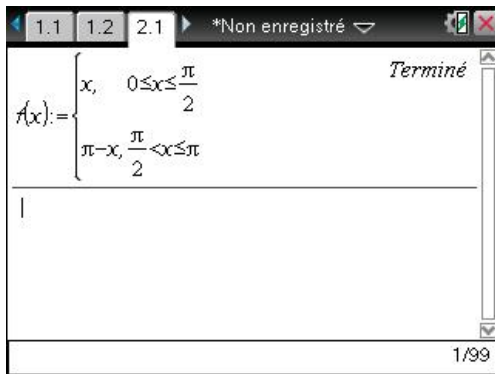 1.1 1.2 2.1 *Non enregistré
f(x):={x, 0≤x≤π/2 Terminé
π-x, π/2<x≤π
1/99